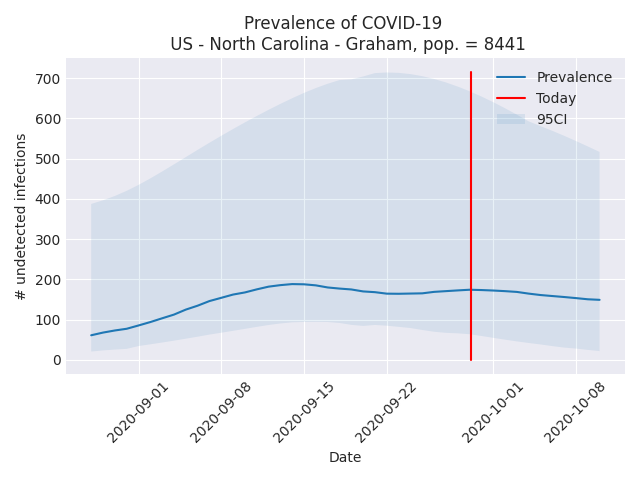 Prevalence of COVID-19
US - North Carolina - Graham, pop. = 8441
Prevalence
Today
95CI
700
600
500
400
300
200
100
0
# undetected infections
2020-09-01
2020-09-08
2020-09-15
2020-09-22
2020-10-01
2020-10-08
Date